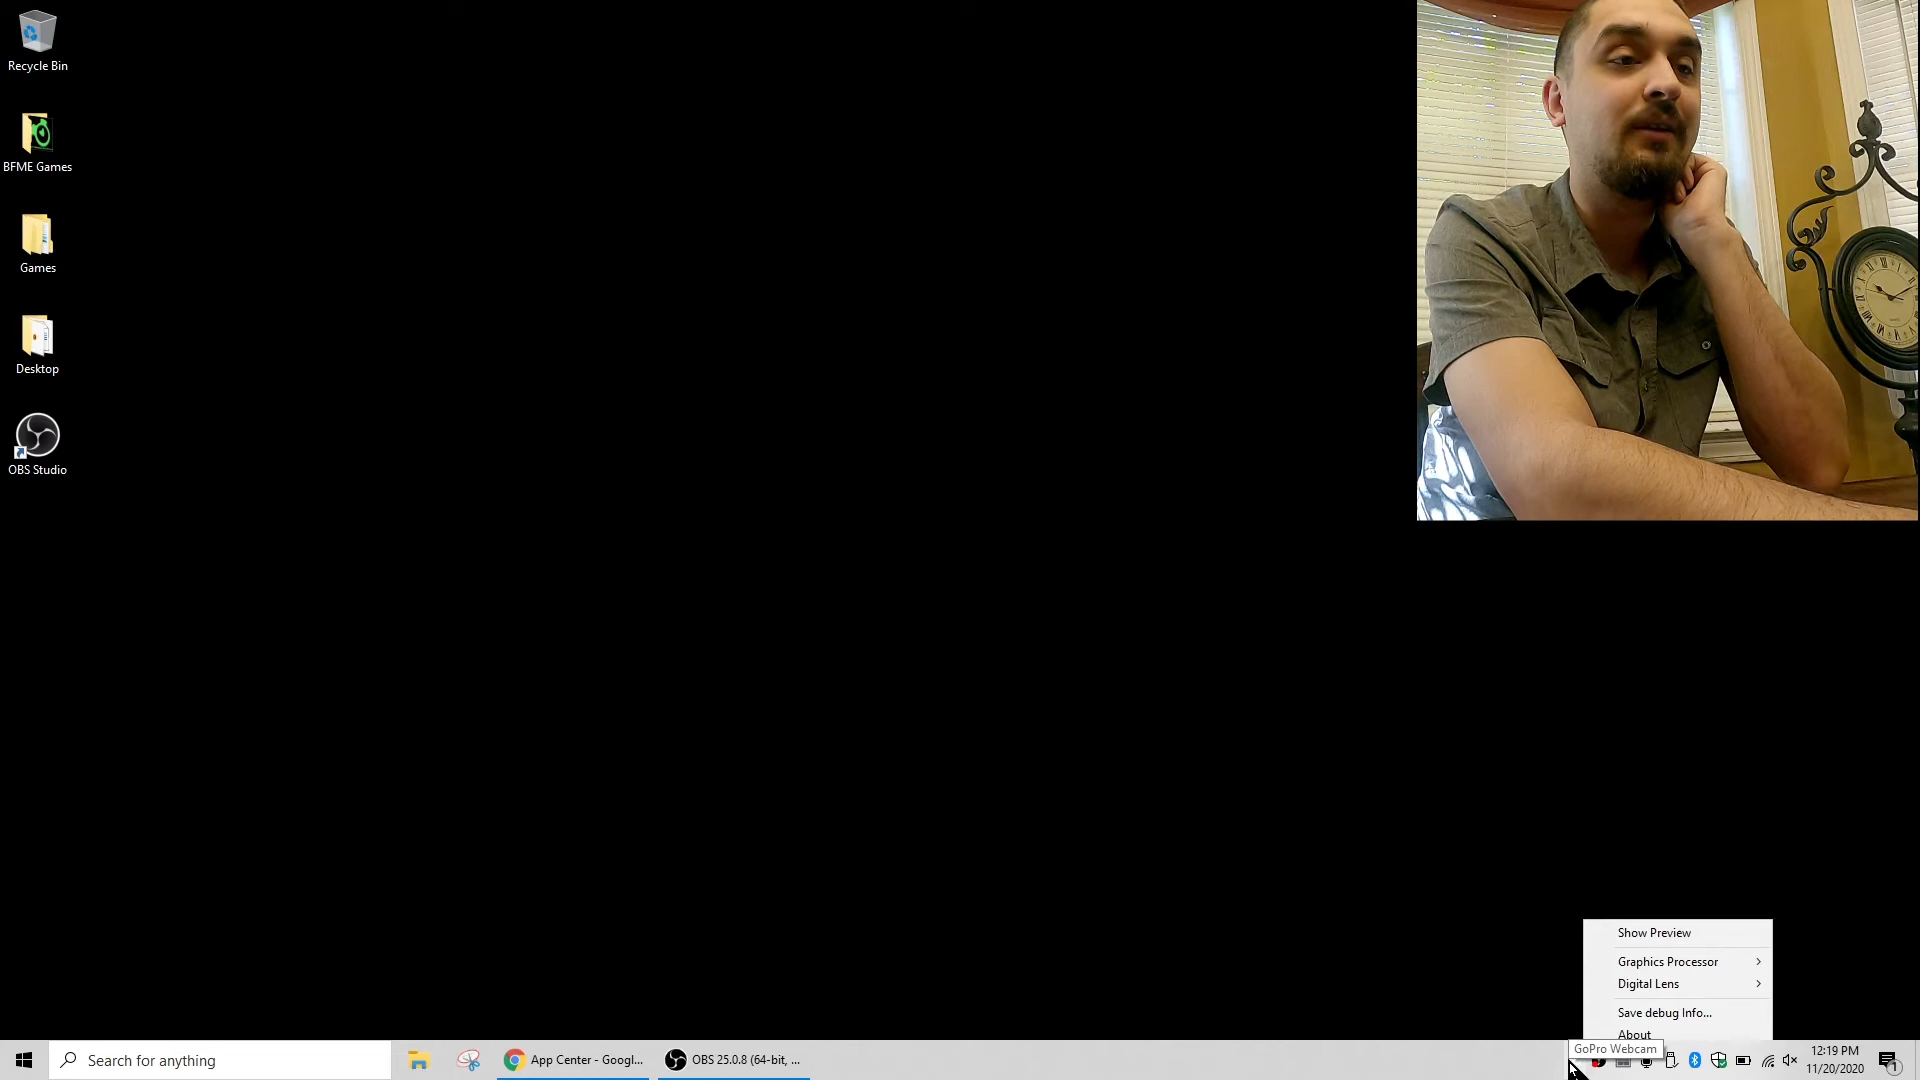 Recycle Bin
BFME Games
Games
Desktop
OBS Studio
Show Preview
Graphics Processor
Digital Lens
Save debug Info...
About
GoPro Webcam
Search for anything
App Center - Googl...
OBS 25.0.8 (64-bit, ...
12:19 PM
11/20/2020
1